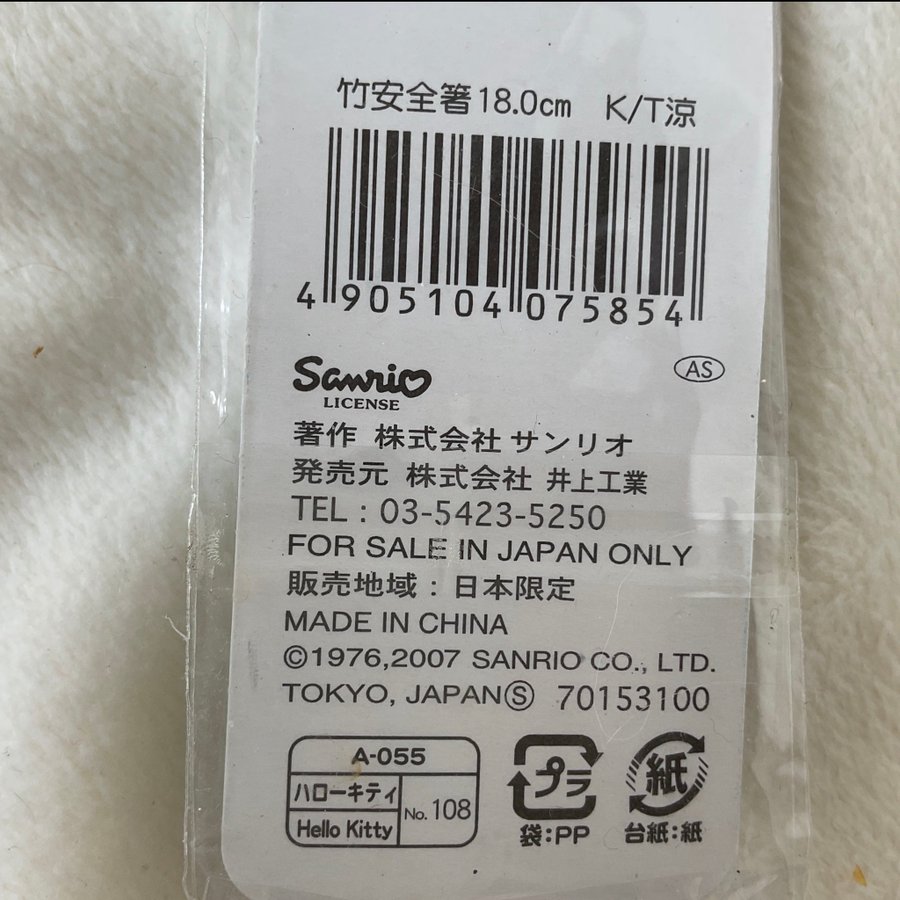 竹安全箸18.0cm K/T涼
4 905104 075854
Sanrio
LICENSE
AS
著作 株式会社 サンリオ
発売元 株式会社 井上工業
TEL : 03-5423-5250
FOR SALE IN JAPAN ONLY
販売地域 : 日本限定
MADE IN CHINA
©1976,2007 SANRIO CO., LTD.
TOKYO, JAPANⓈ 70153100
A-055
ハローキティ
Hello Kitty
No. 108
プラ
袋:PP
紙
台紙:紙